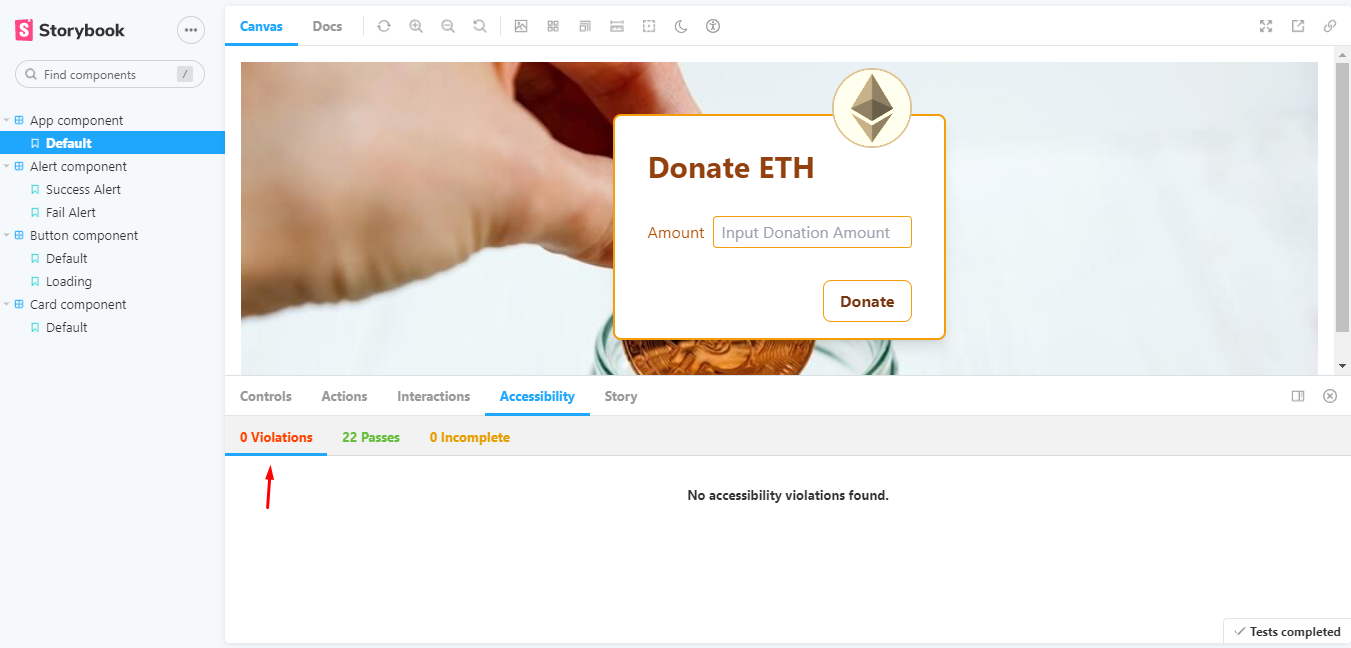 Storybook
Canvas Docs
Find components /
App component
Default
Alert component
Success Alert
Fail Alert
Button component
Default
Loading
Card component
Default
Donate ETH
Amount Input Donation Amount
Donate
Controls Actions Interactions Accessibility Story
0 Violations 22 Passes 0 Incomplete
No accessibility violations found.
Tests completed